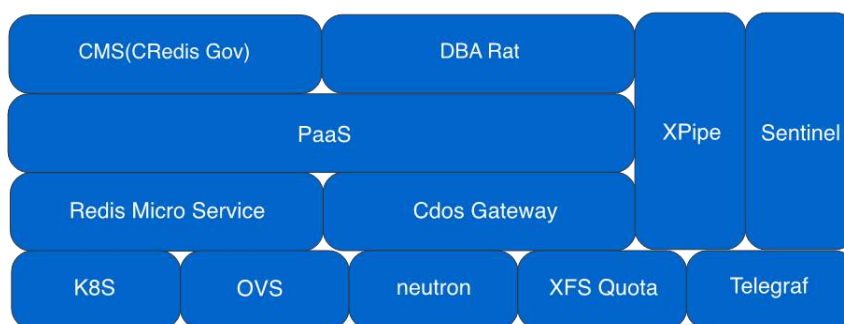 CMS(CRedis Gov)
DBA Rat
XPipe
Sentinel
PaaS
Redis Micro Service
Cdos Gateway
K8S
OVS
neutron
XFS Quota
Telegraf